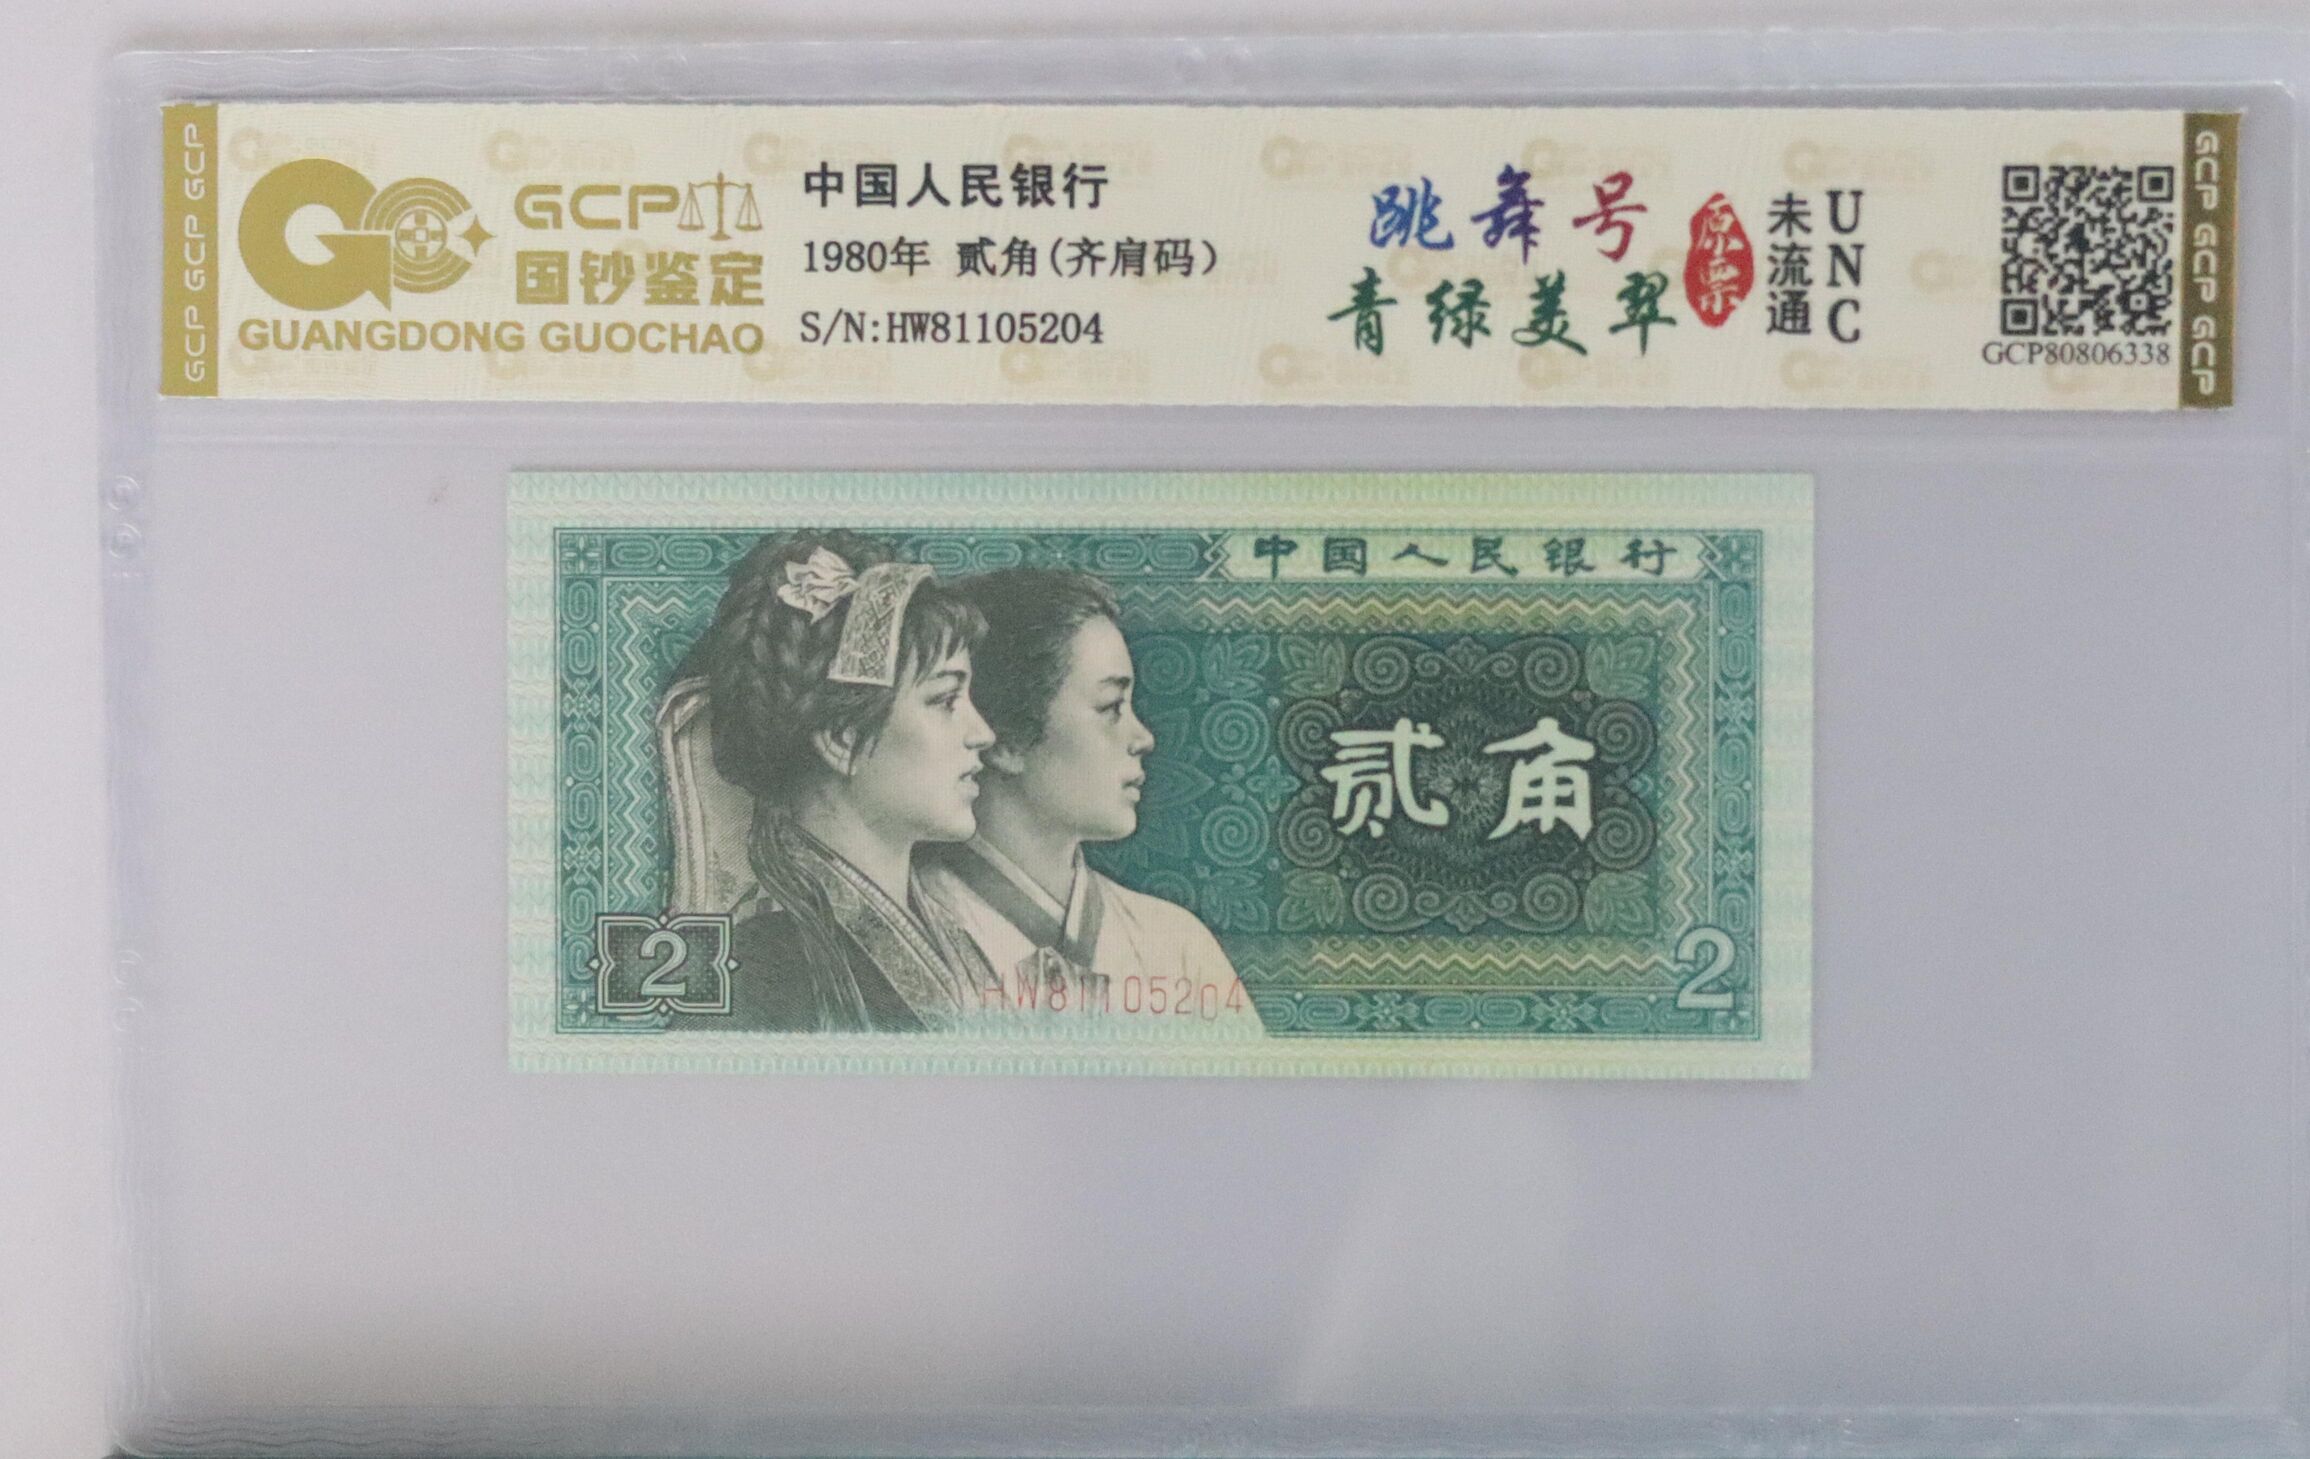 GCP GCP GCP
GCP
国钞鉴定
GUANGDONG GUOCHAO
中国人民银行
1980年 贰角(齐肩码)
S/N:HW81105204
跳舞号
青绿美翠
原票
未流通
UNC
GCP80806338
GCP GCP GCP
中国人民银行
贰角
2
HW81105204
2